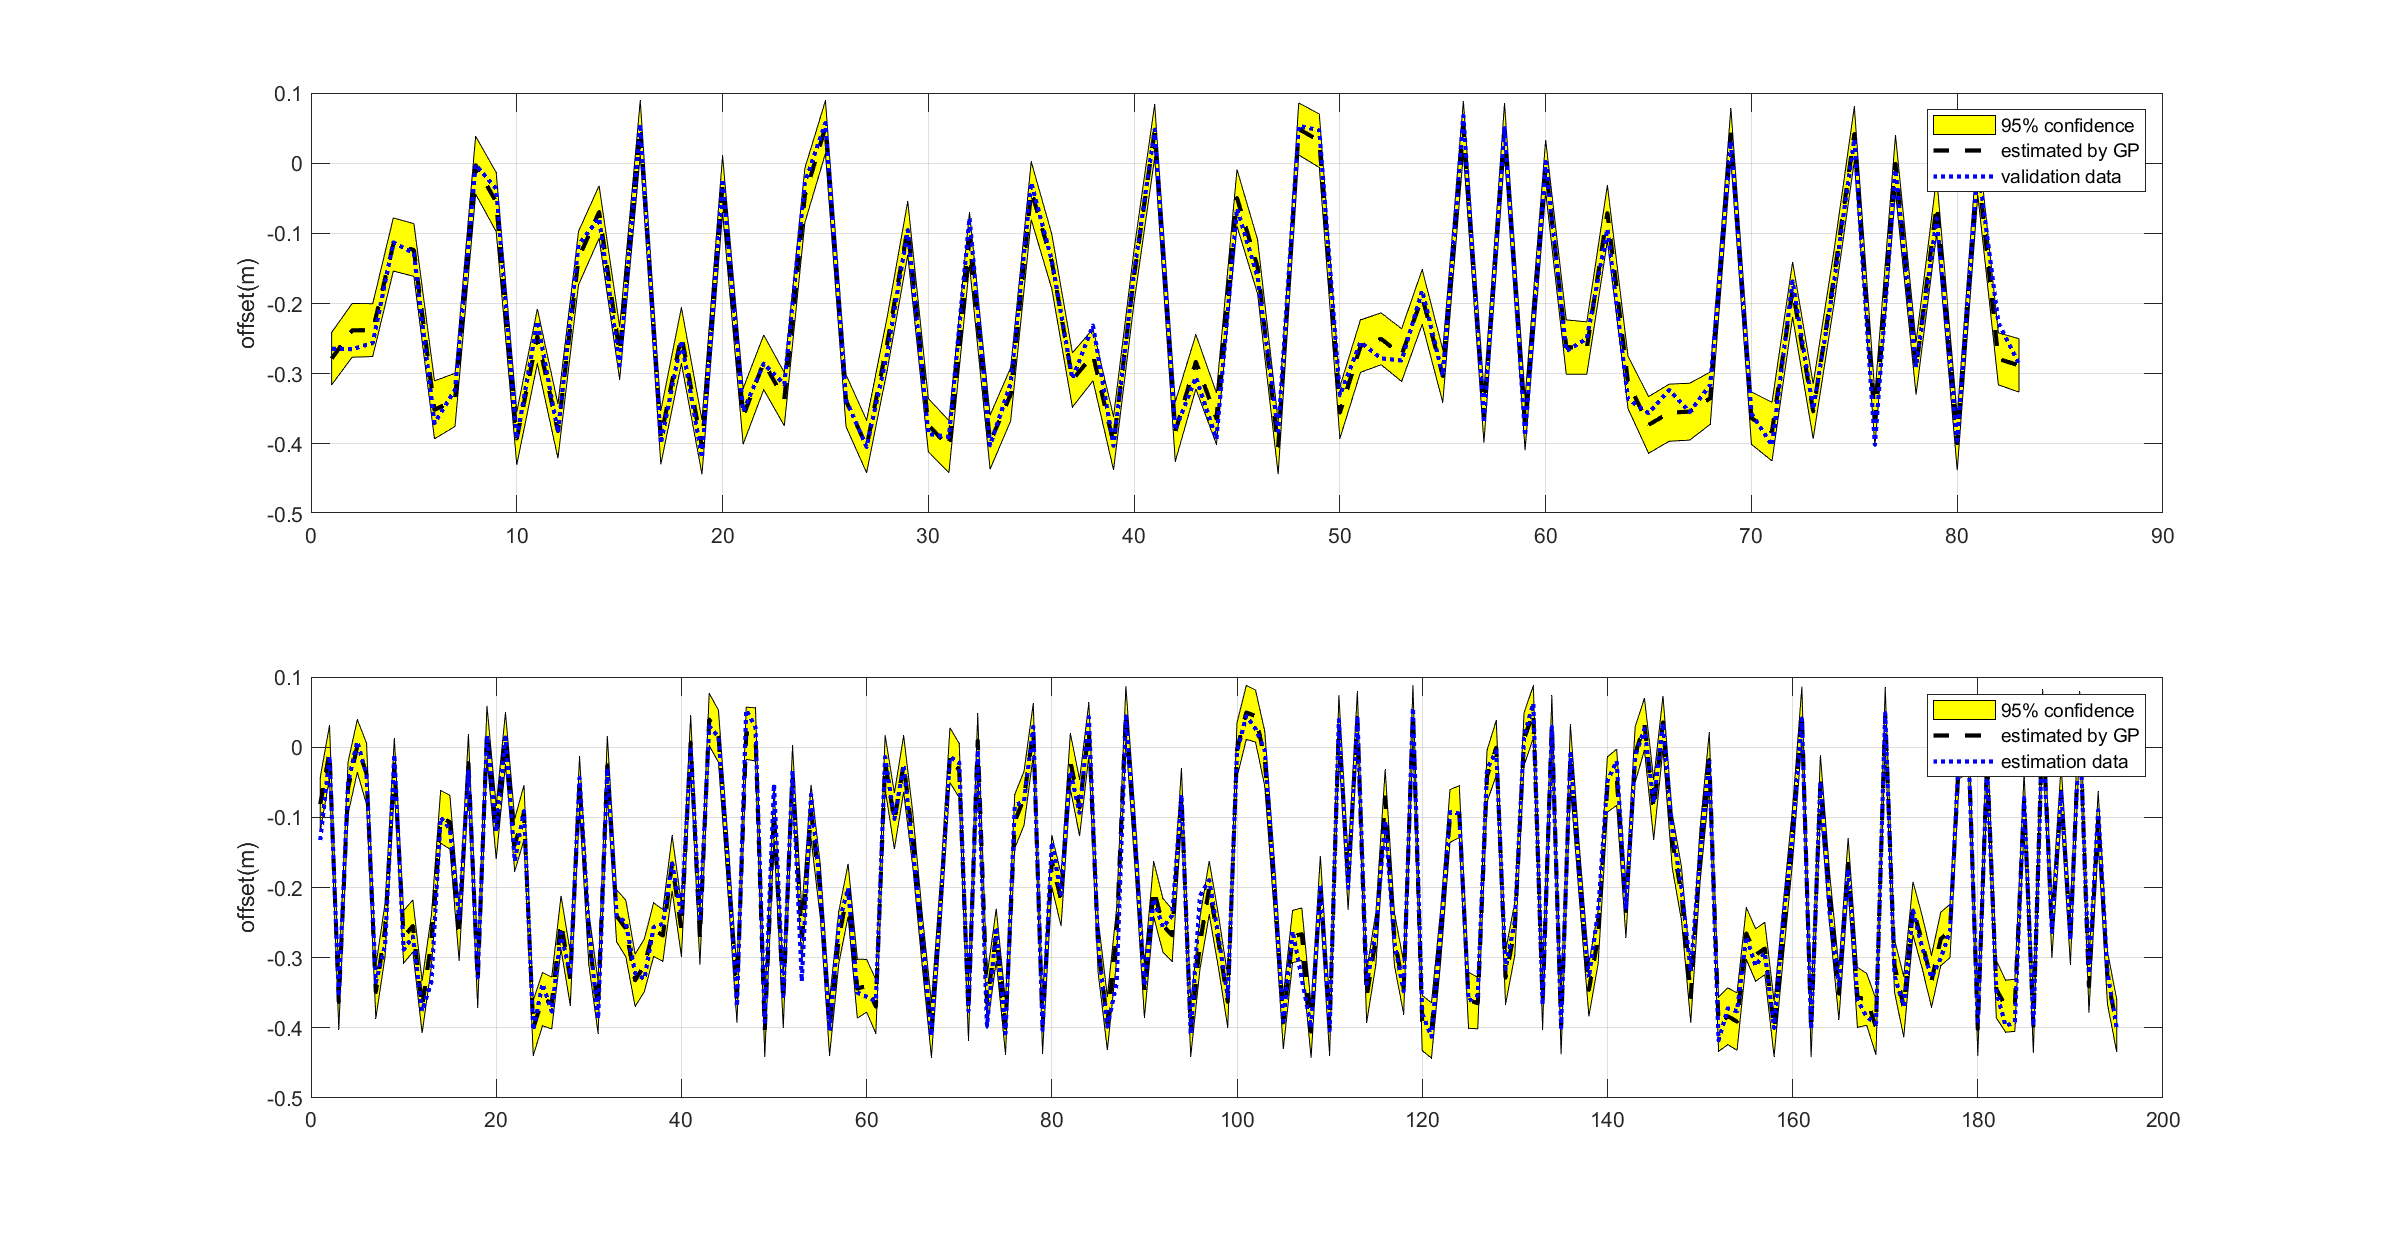 0.1
0
-0.1
-0.2
-0.3
-0.4
-0.5
offset(m)
0 10 20 30 40 50 60 70 80 90
95% confidence
estimated by GP
validation data
0.1
0
-0.1
-0.2
-0.3
-0.4
-0.5
offset(m)
0 20 40 60 80 100 120 140 160 180 200
95% confidence
estimated by GP
estimation data